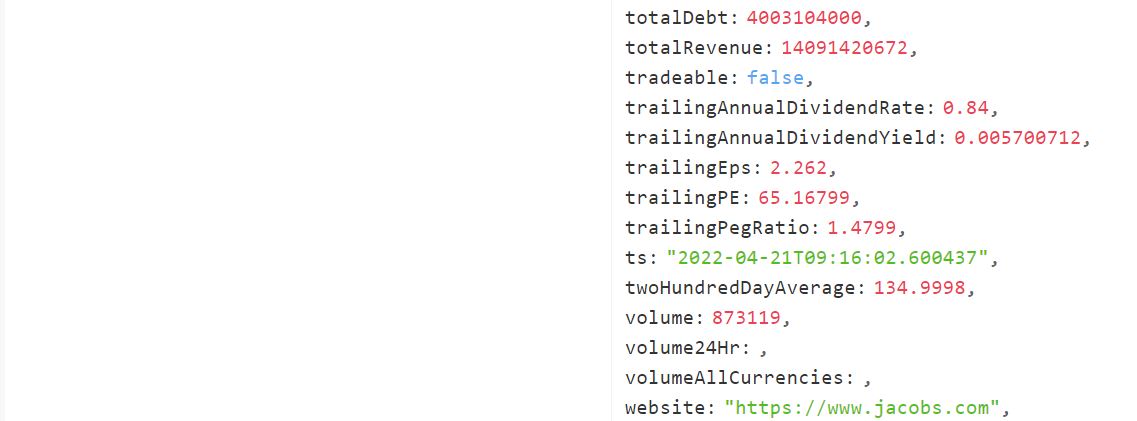 totalDebt: 4003104000,
totalRevenue: 14091420672,
tradeable: false,
trailingAnnualDividendRate: 0.84,
trailingAnnualDividendYield: 0.005700712,
trailingEps: 2.262,
trailingPE: 65.16799,
trailingPegRatio: 1.4799,
ts: "2022-04-21T09:16:02.600437",
twoHundredDayAverage: 134.9998,
volume: 873119,
volume24Hr: ,
volumeAllCurrencies: ,
website: "https://www.jacobs.com",